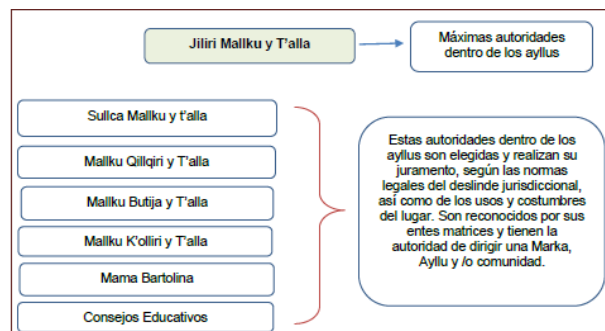 Jiliri Mallku y T'alla
Máximas autoridades
dentro de los ayllus
Sullca Mallku y t'alla
Mallku Qillqiri y T'alla
Mallku Butija y T'alla
Mallku K'olliri y T'alla
Mama Bartolina
Consejos Educativos
Estas autoridades dentro de los
ayllus son elegidas y realizan su
juramento, según las normas
legales del deslinde jurisdiccional,
así como de los usos y costumbres
del lugar. Son reconocidos por sus
entes matrices y tienen la
autoridad de dirigir una Marka,
Ayllu y /o comunidad.